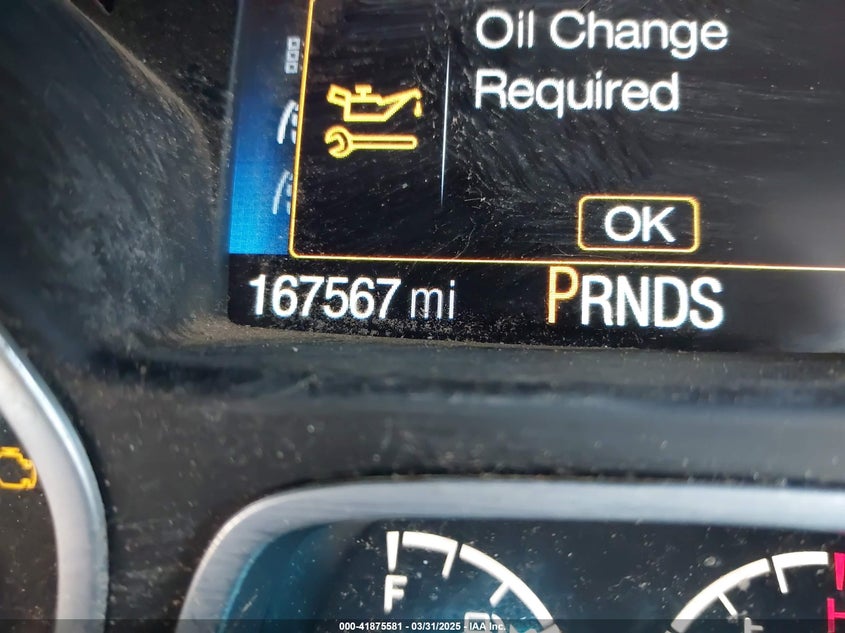 Oil Change
Required
OK
167567 mi
PRNDS
F
H
000-41875581 - 03/31/2025 - IAA Inc.